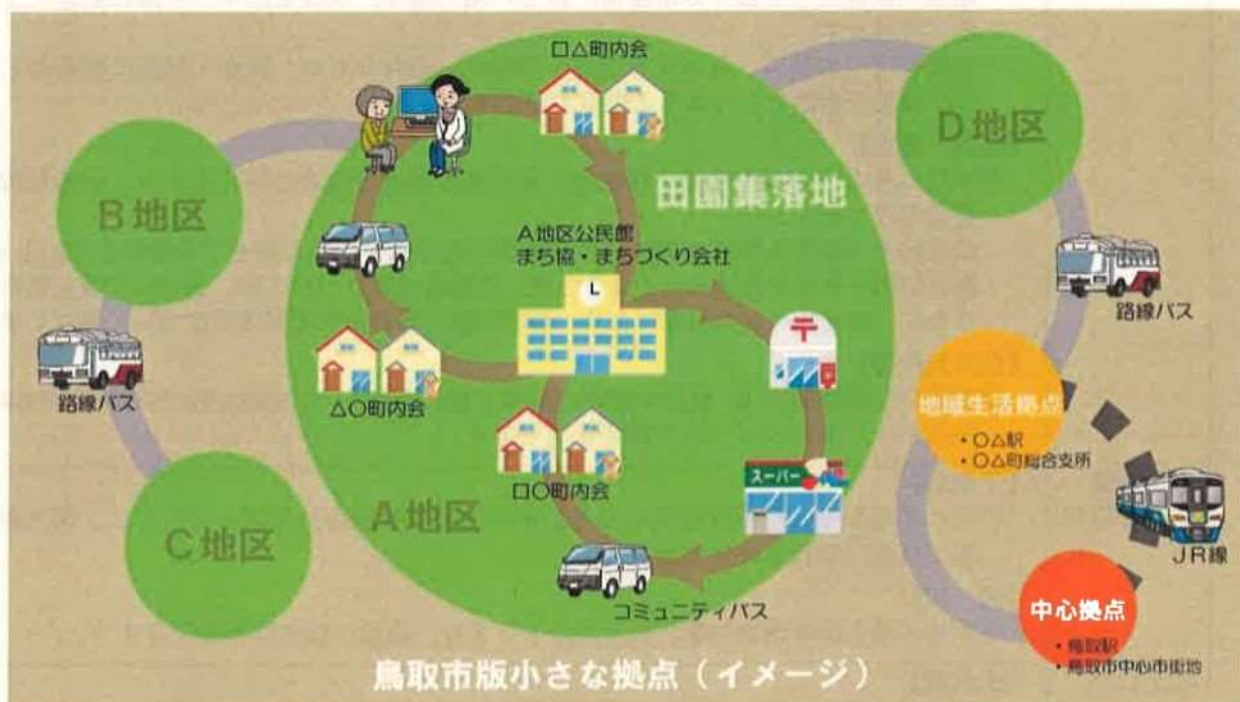 □△町内会
D地区
B地区
田園集落地
A地区公民館
まち協・まちづくり会社
路線バス
路線バス
△○町内会
地域生活拠点
・○△駅
・○△町総合支所
スーパー
□○町内会
A地区
C地区
JR線
コミュニティバス
中心拠点
・鳥取駅
・鳥取市中心市街地
鳥取市版小さな拠点（イメージ）